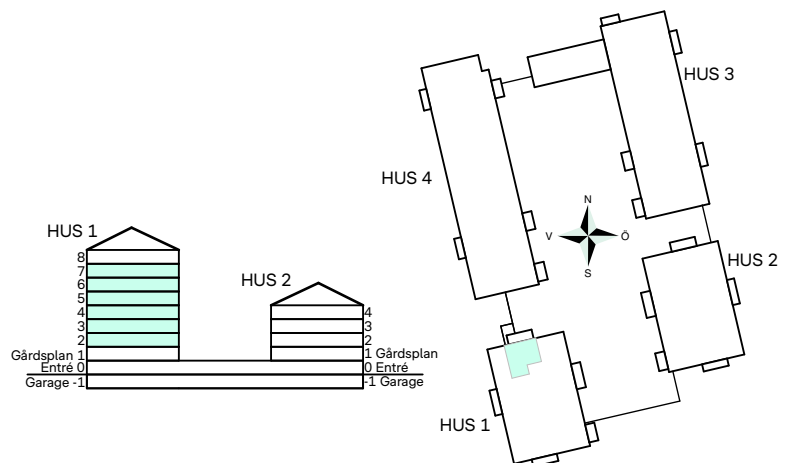 HUS 1
8
7
6
5
4
3
2
Gårdsplan 1
Entré 0
Garage -1
HUS 2
4
3
2
1 Gårdsplan
0 Entré
-1 Garage
HUS 3
HUS 4
N
V
Ö
S
HUS 2
HUS 1